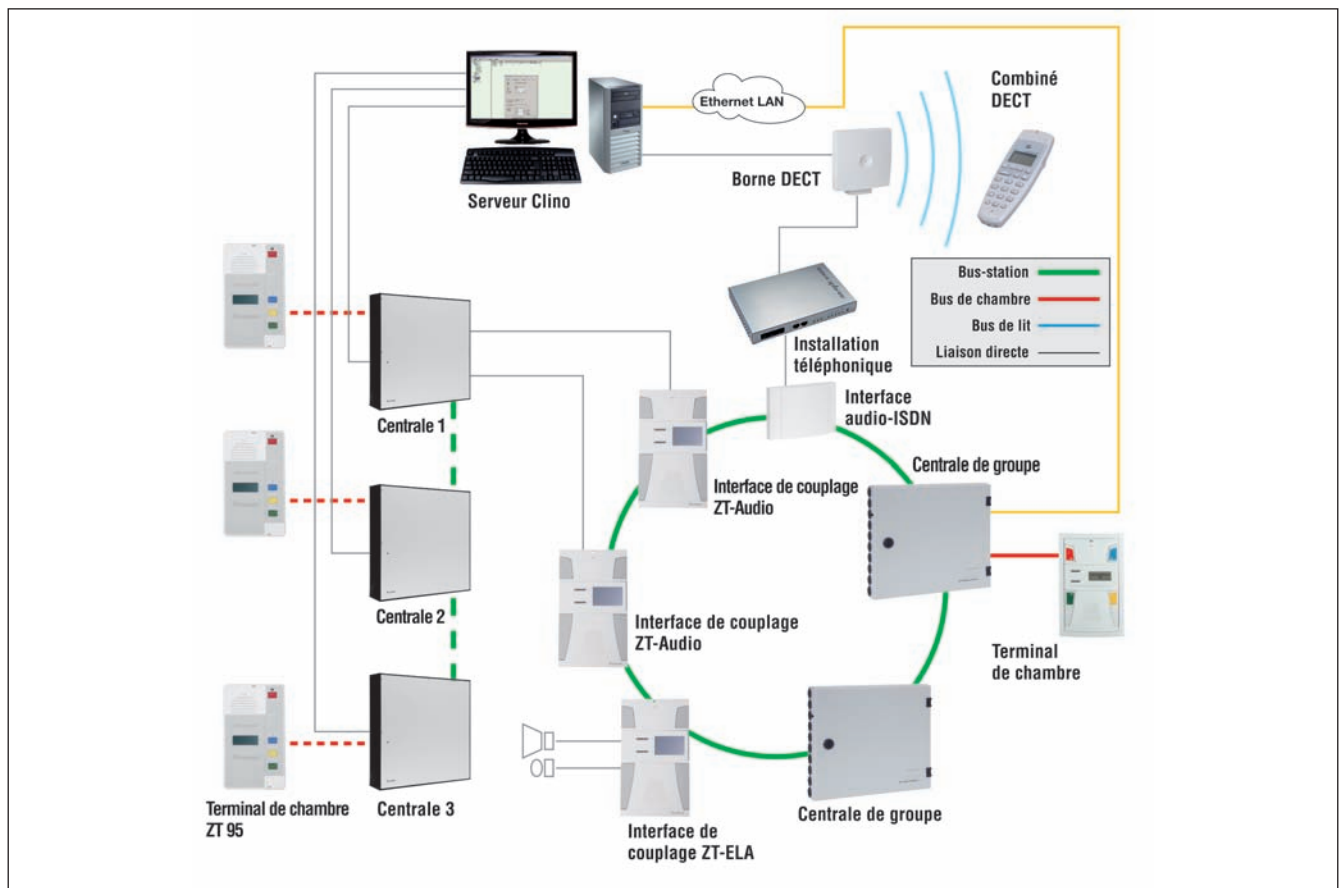 Ethernet LAN
Combiné
DECT
Borne DECT
Serveur Clino
Bus-station
Bus de chambre
Bus de lit
Liaison directe
Installation
téléphonique
Interface
audio-ISDN
Centrale 1
Centrale de groupe
Interface de couplage
ZT-Audio
Centrale 2
Interface de couplage
ZT-Audio
Terminal
de chambre
Terminal de chambre
ZT 95
Centrale 3
Centrale de groupe
Interface de
couplage ZT-ELA